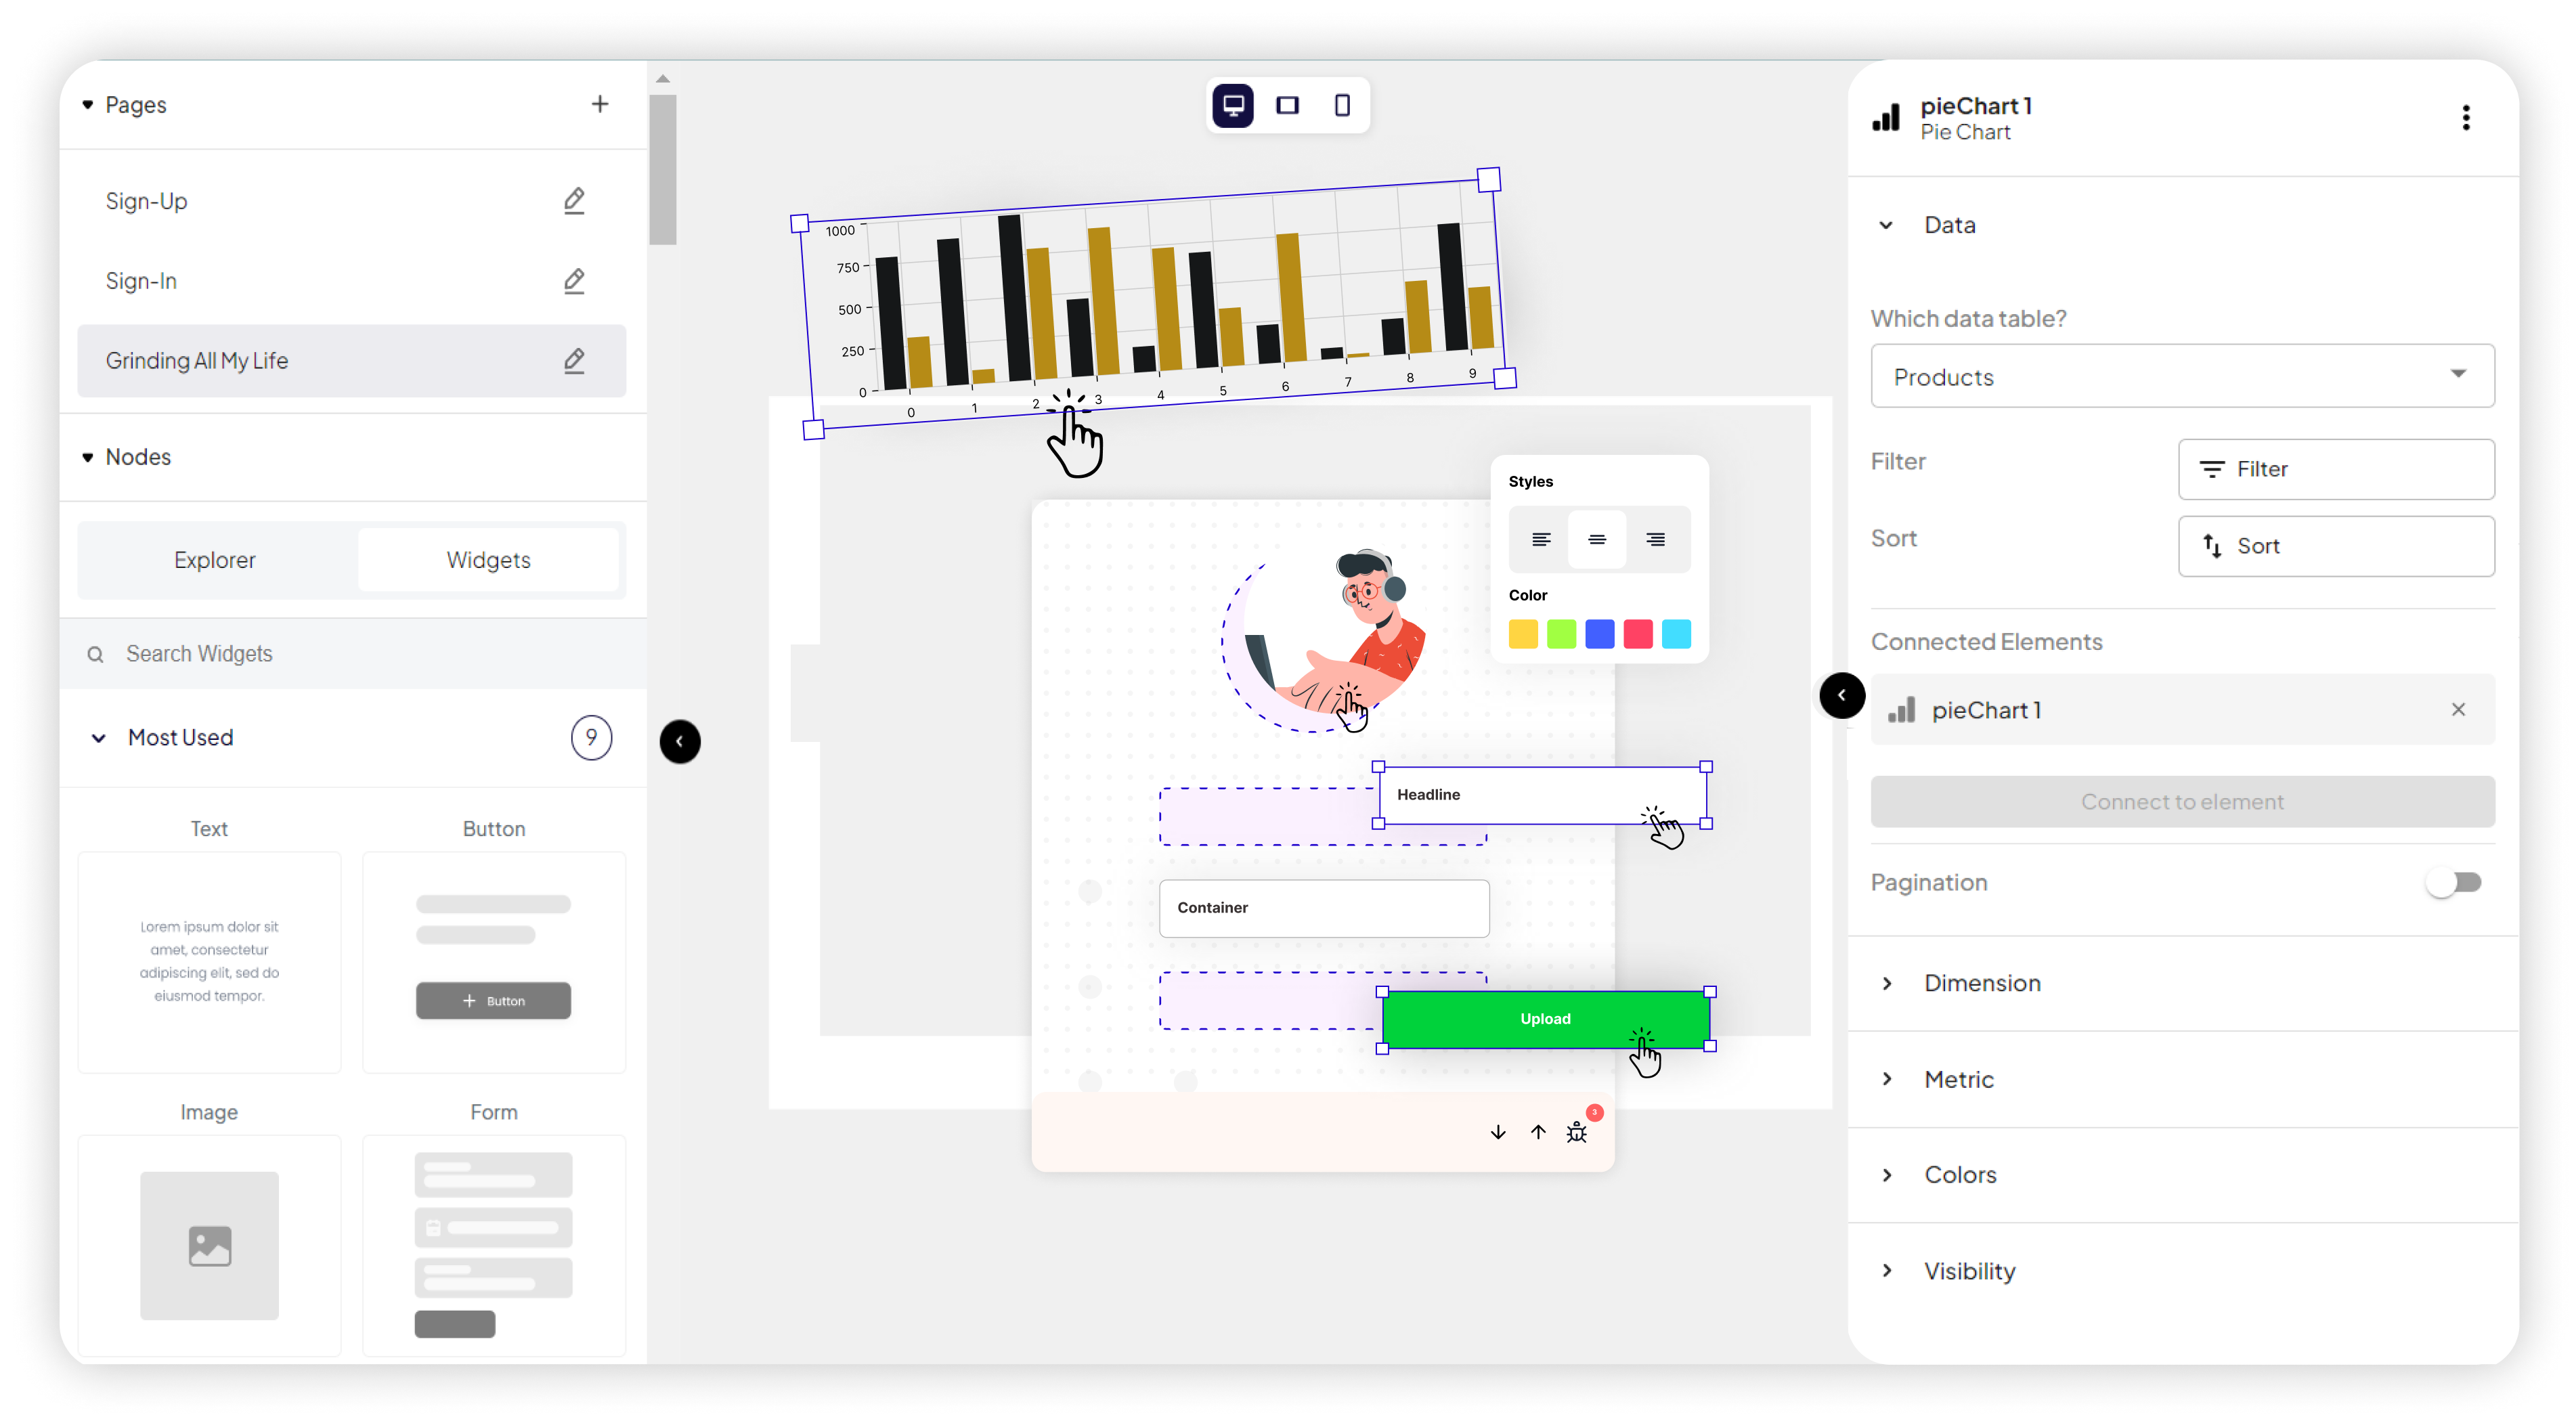 Pages
Sign-Up
Sign-In
Grinding All My Life
Nodes
Explorer
Widgets
Search Widgets
Most Used
9
Text
Button
Lorem ipsum dolor sit
amet, consectetur
adipiscing elit, sed do
eiusmod tempor.
Button
Image
Form
1000
750
500
250
0
0
1
2
3
4
5
6
7
8
9
Styles
Color
Headline
Container
Upload
3
pieChart 1
Pie Chart
Data
Which data table?
Products
Filter
Filter
Sort
Sort
Connected Elements
pieChart 1
Connect to element
Pagination
Dimension
Metric
Colors
Visibility